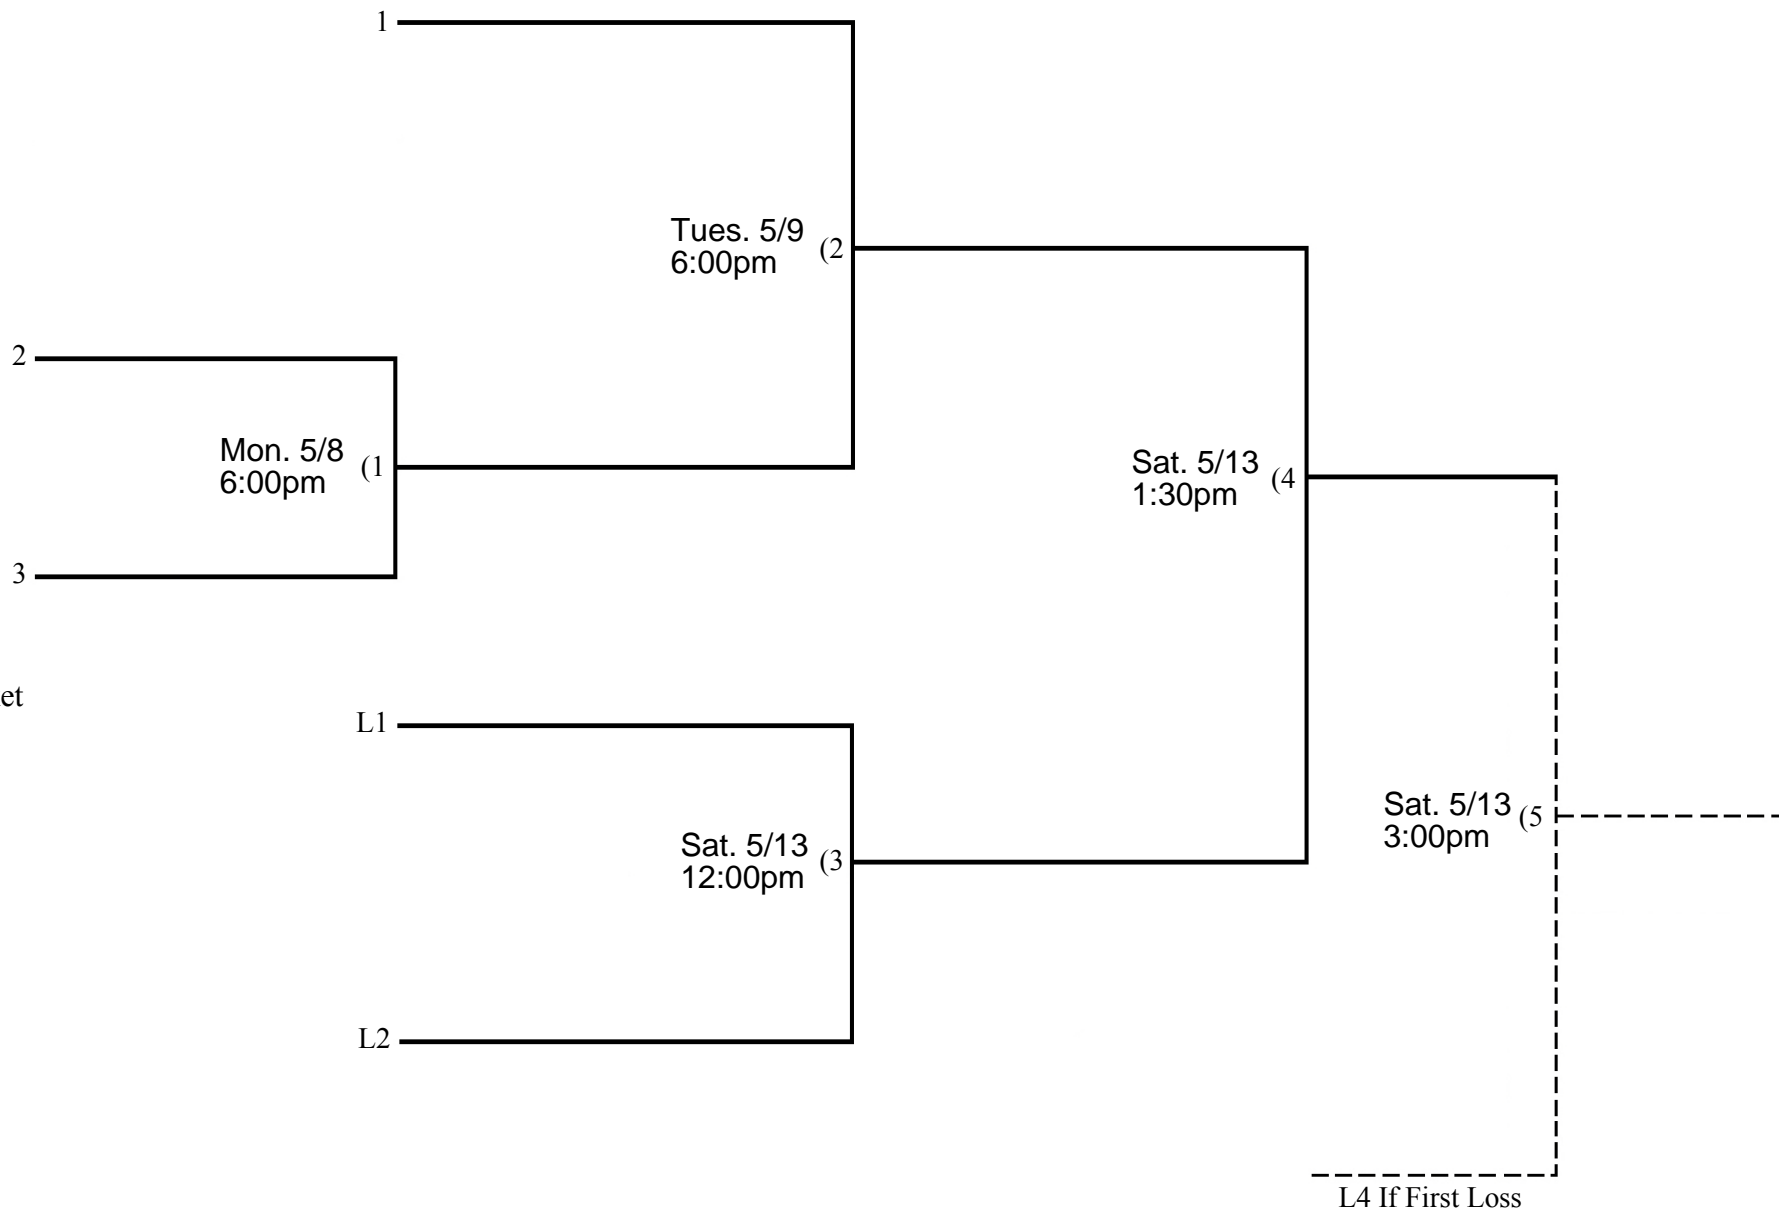 1
Tues. 5/9
6:00pm
(2
2
Mon. 5/8
6:00pm
(1
Sat. 5/13
1:30pm
(4
3
et
L1
Sat. 5/13
3:00pm
(5
Sat. 5/13
12:00pm
(3
L2
L4 If First Loss